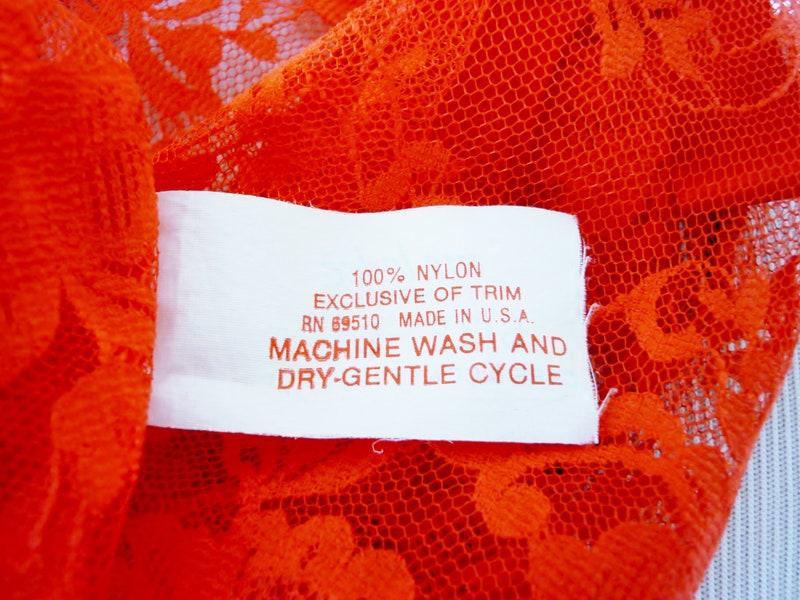 100% NYLON
EXCLUSIVE OF TRIM
RN 69510 MADE IN U.S.A.
MACHINE WASH AND
DRY-GENTLE CYCLE